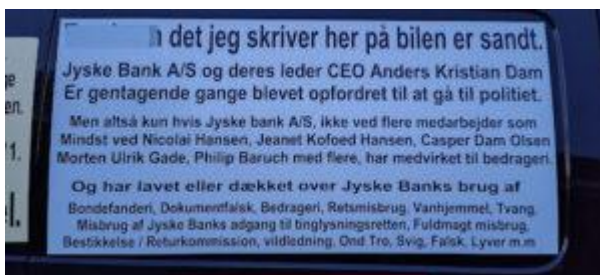 det jeg skriver her på bilen er sandt.
Jyske Bank A/S og deres leder CEO Anders Kristian Dam
Er gentagende gange blevet opfordret til at gå til politiet.
Men altså kun hvis Jyske bank A/S, ikke ved flere medarbejder som
Mindst ved Nicolai Hansen, Jeanet Kofoed Hansen, Casper Dam Olsen
Morten Ulrik Gade, Philip Baruch med flere, har medvirket til bedrageri.
Og har lavet eller dækket over Jyske Banks brug af
Bondefanderi, Dokumentfalsk, Bedrageri, Retsmisbrug, Vanhjemmel, Tvang,
Misbrug af Jyske Banks adgang til tinglysningsretten, Fuldmagt misbrug,
Bestikkelse / Returkommission, vildledning, Ond Tro, Svig, Falsk, Lyver m.m